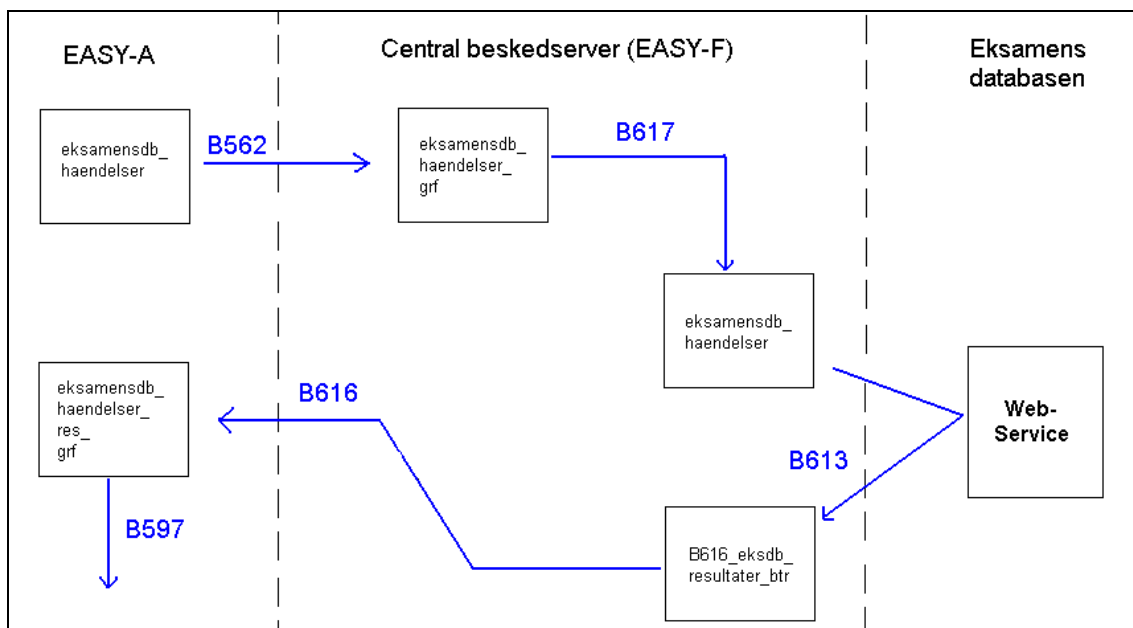 EASY-A
Central beskedserver (EASY-F)
Eksamens
databasen
eksamensdb_
haendelser
B562
eksamensdb_
haendelser_
grf
B617
eksamensdb_
haendelser
eksamensdb_
haendelser_
res_
grf
B616
Web-
Service
B613
B597
B616_eksdb_
resultater_btr